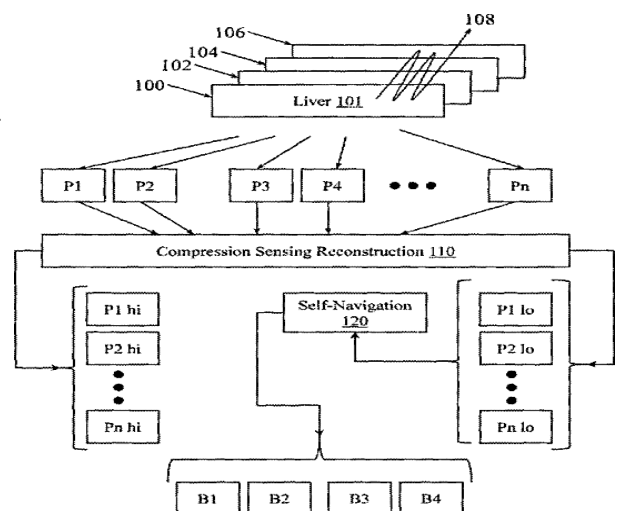 106
108
104
102
100
Liver 101
P1 P2 P3 P4 ••• Pn
Compression Sensing Reconstruction 110
P1 hi
P2 hi
Pn hi
Self-Navigation
120
P1 lo
P2 lo
Pn lo
B1 B2 B3 B4